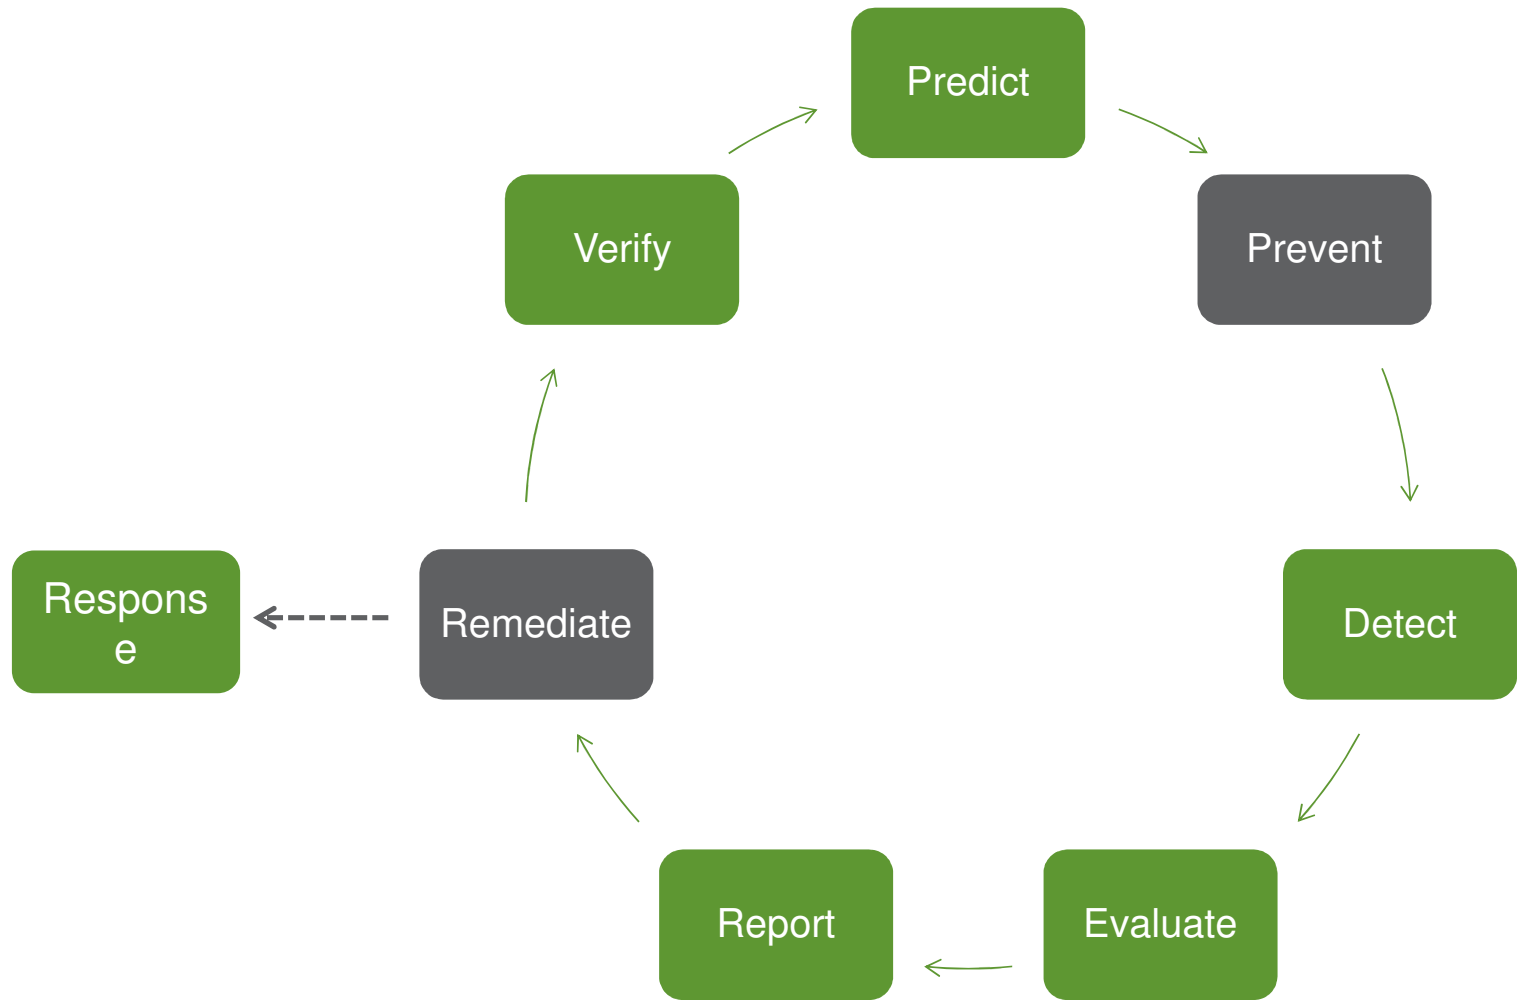 Predict
Verify
Prevent
Respons
e
Remediate
Detect
Report
Evaluate